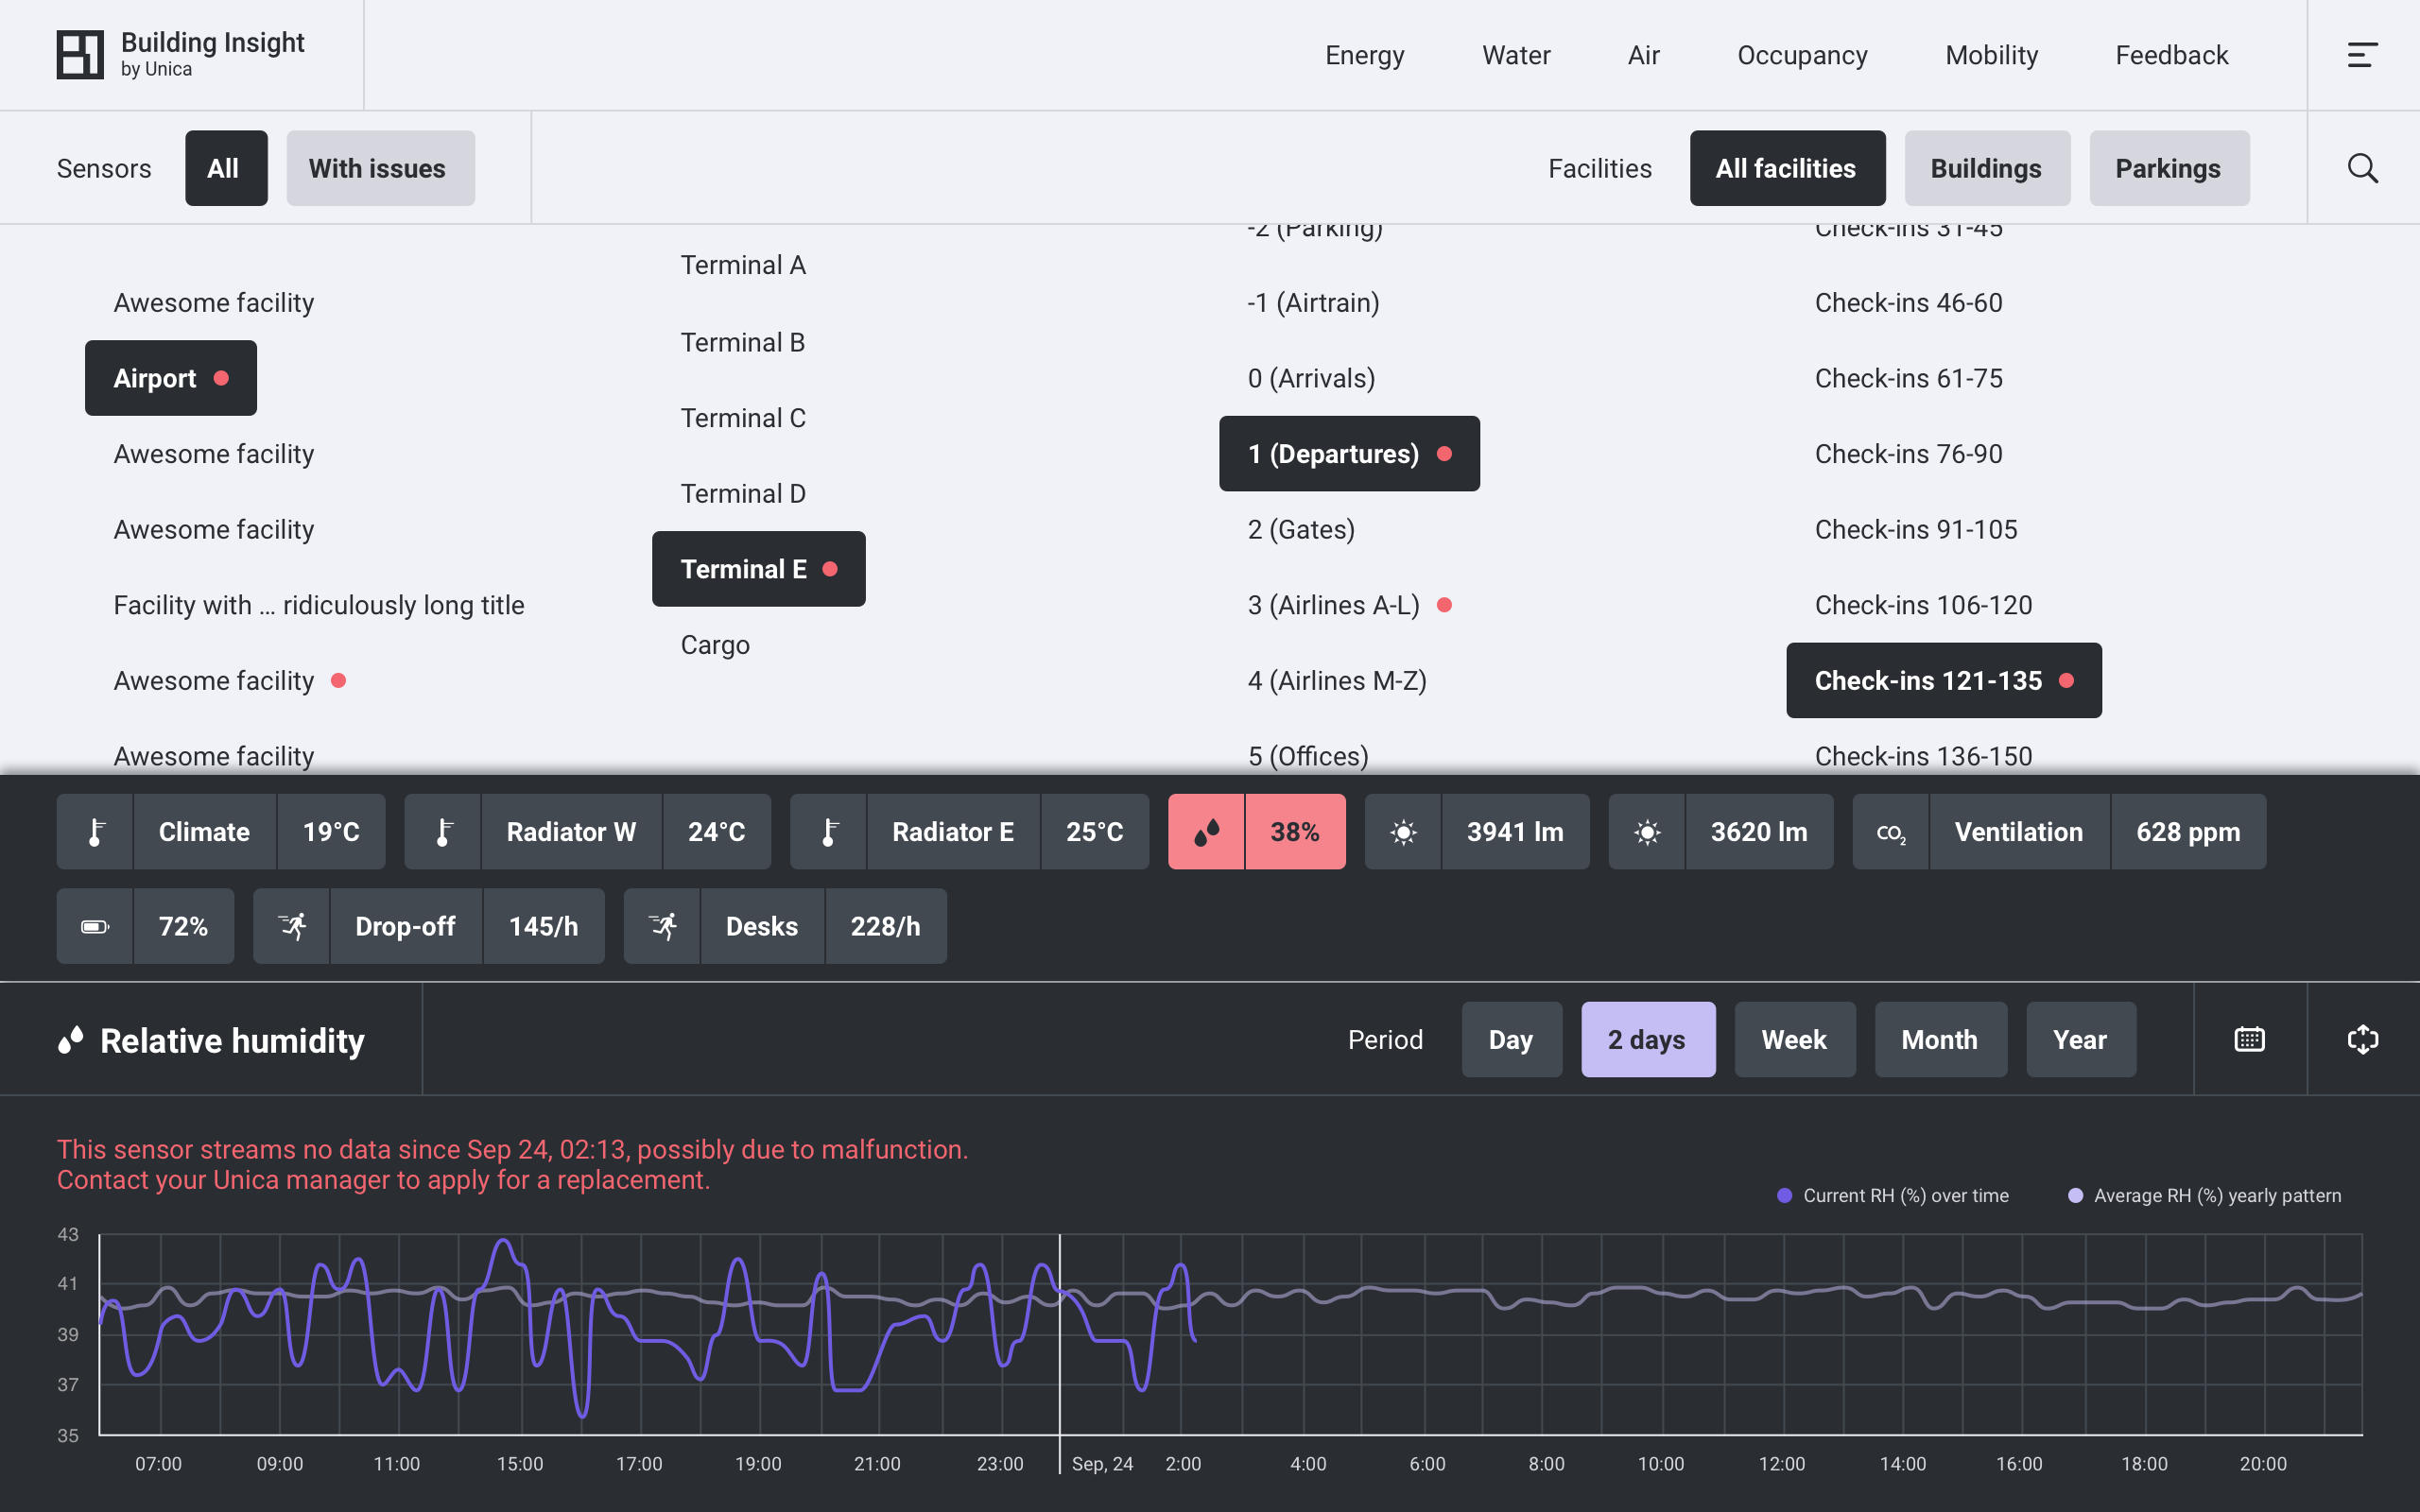 Building Insight
by Unica
Energy Water Air Occupancy Mobility Feedback
Sensors All With issues
Facilities All facilities Buildings Parkings
Awesome facility
Airport
Awesome facility
Awesome facility
Facility with ... ridiculously long title
Awesome facility
Awesome facility
Terminal A
Terminal B
Terminal C
Terminal D
Terminal E
Cargo
-2 (Parking)
-1 (Airtrain)
0 (Arrivals)
1 (Departures)
2 (Gates)
3 (Airlines A-L)
4 (Airlines M-Z)
5 (Offices)
Check-ins 31-45
Check-ins 46-60
Check-ins 61-75
Check-ins 76-90
Check-ins 91-105
Check-ins 106-120
Check-ins 121-135
Check-ins 136-150
Climate 19°C Radiator W 24°C Radiator E 25°C 38% 3941 lm 3620 lm CO2 Ventilation 628 ppm
72% Drop-off 145/h Desks 228/h
Relative humidity
Period Day 2 days Week Month Year
This sensor streams no data since Sep 24, 02:13, possibly due to malfunction.
Contact your Unica manager to apply for a replacement.
Current RH (%) over time Average RH (%) yearly pattern
43
41
39
37
35
07:00 09:00 11:00 15:00 17:00 19:00 21:00 23:00 Sep, 24 2:00 4:00 6:00 8:00 10:00 12:00 14:00 16:00 18:00 20:00